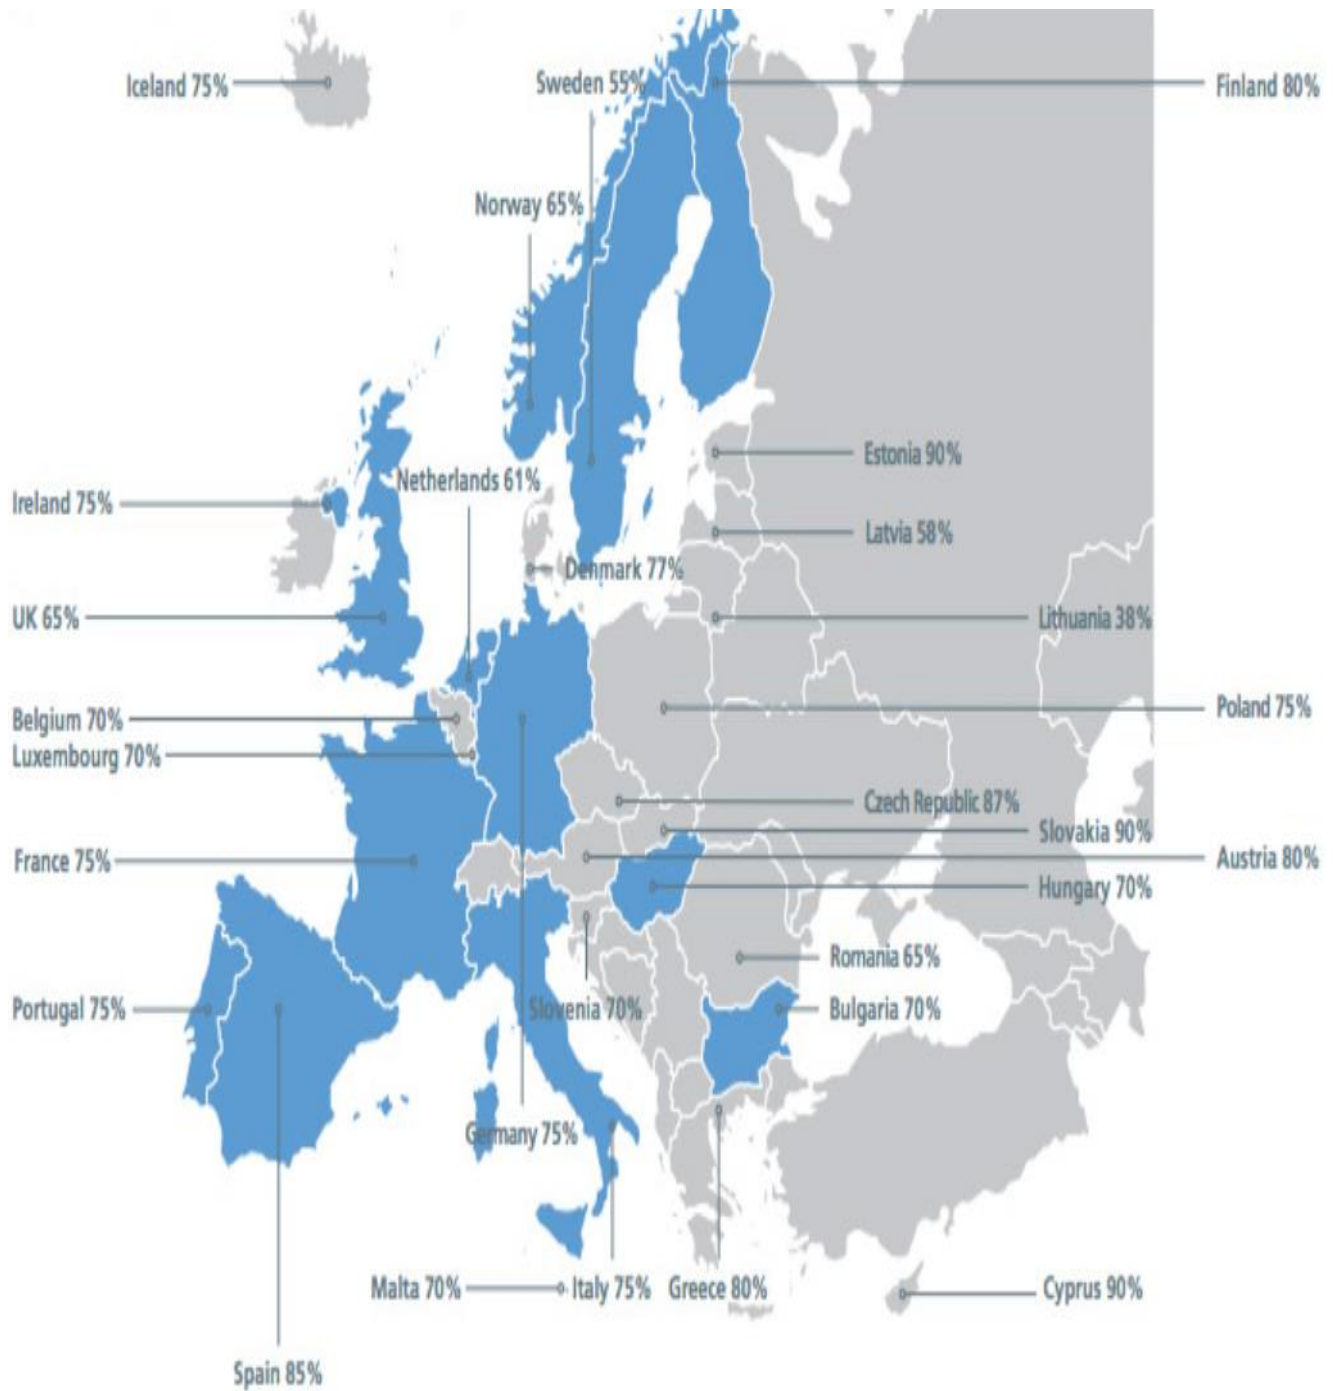 Iceland 75%
Sweden 55%
Finland 80%
Norway 65%
Estonia 90%
Netherlands 61%
Ireland 75%
Latvia 58%
Denmark 77%
UK 65%
Lithuania 38%
Poland 75%
Belgium 70%
Luxembourg 70%
Czech Republic 87%
Slovakia 90%
France 75%
Austria 80%
Hungary 70%
Romania 65%
Portugal 75%
Slovenia 70%
Bulgaria 70%
Germany 75%
Malta 70%
Italy 75%
Greece 80%
Cyprus 90%
Spain 85%